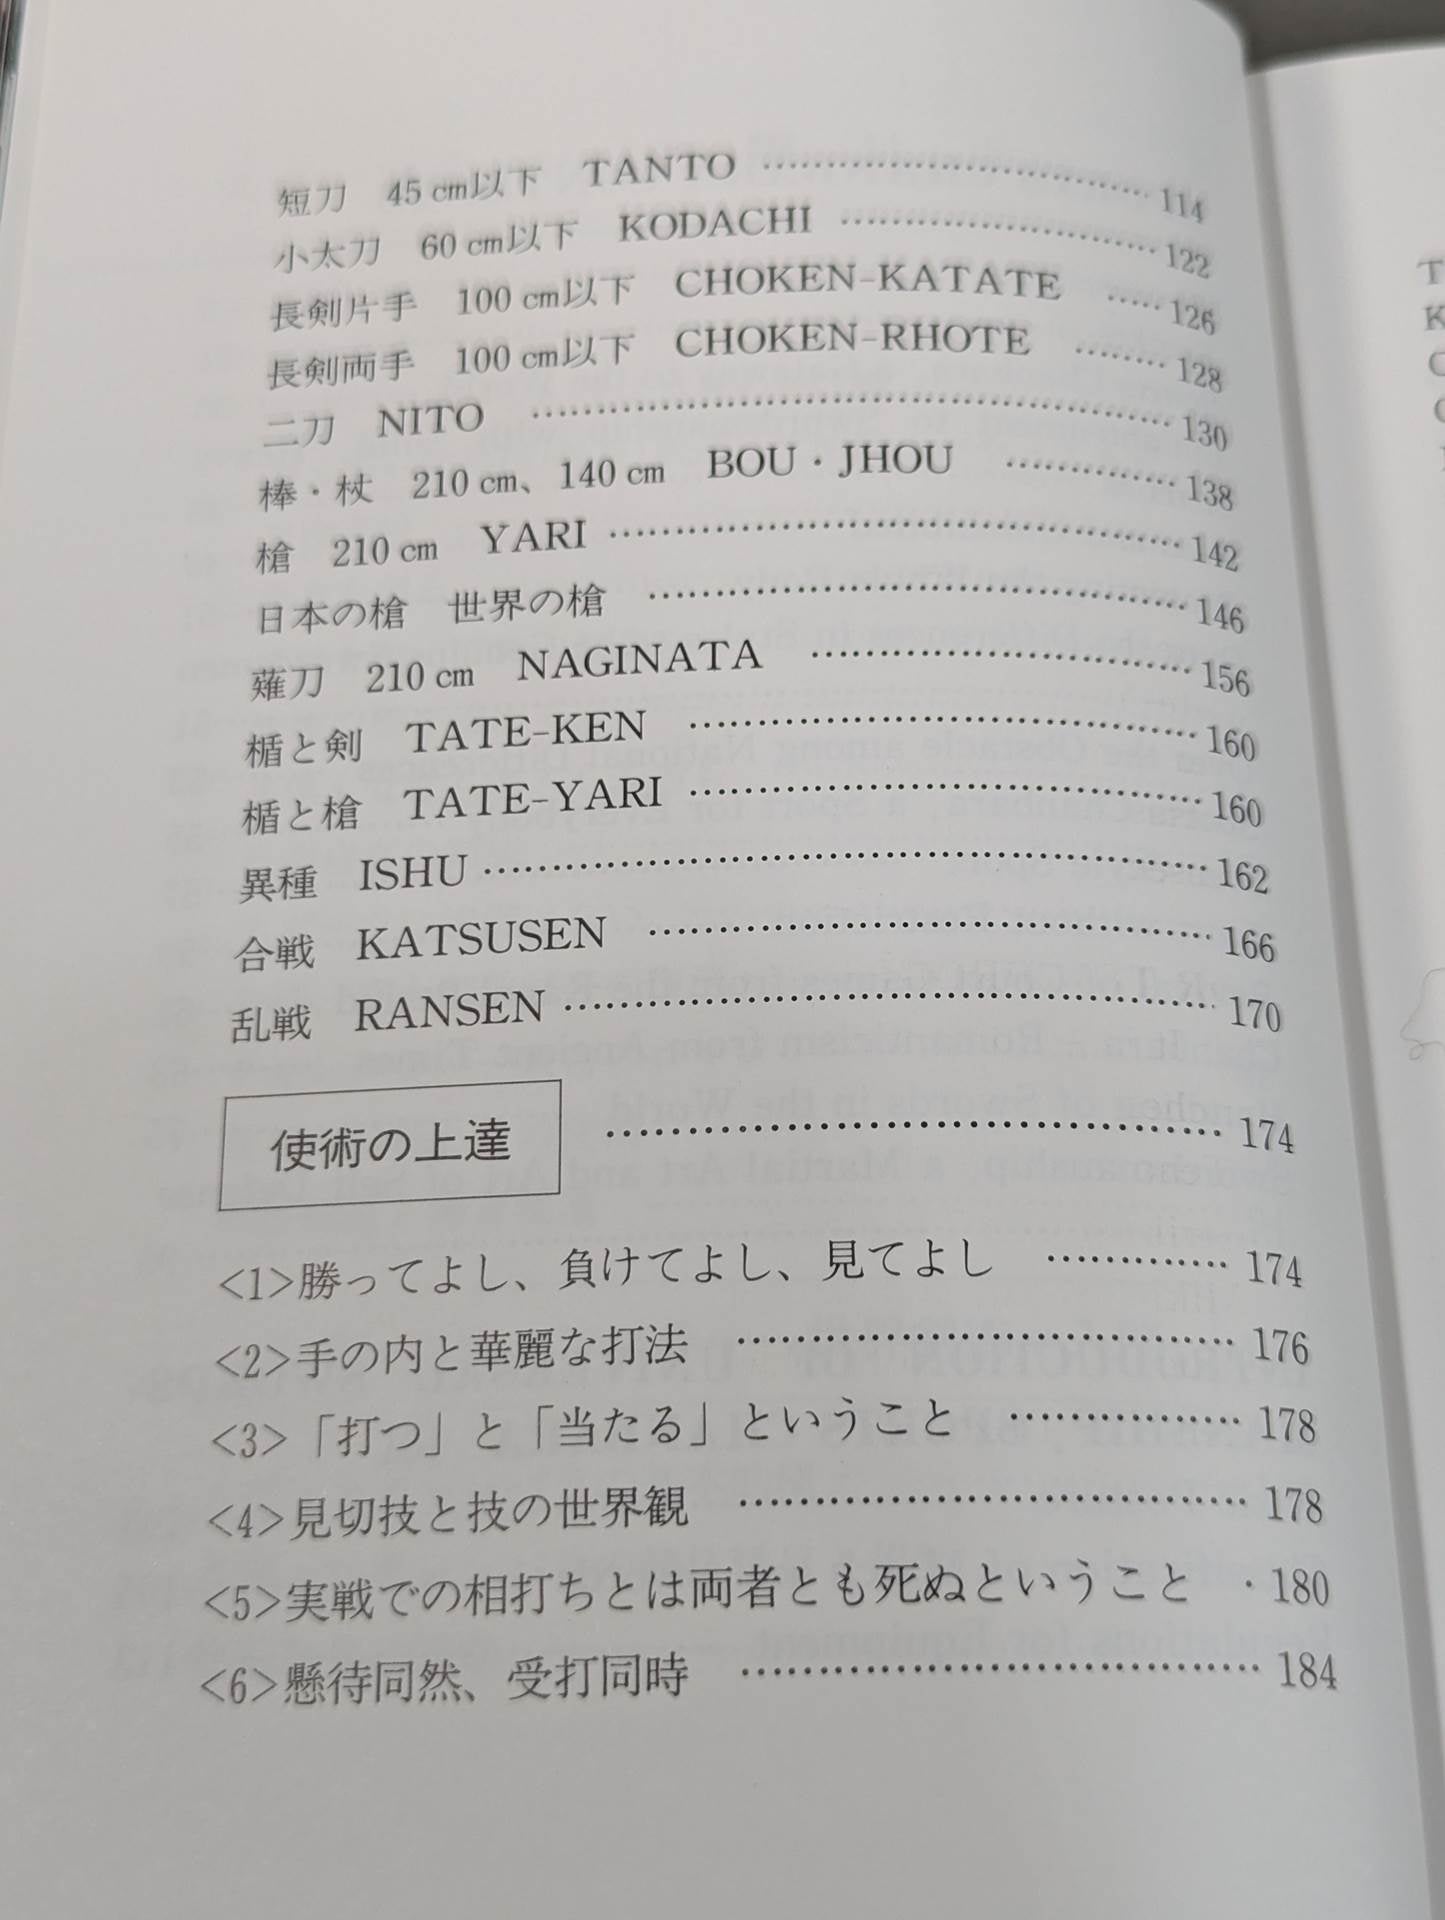 短刀　45 cm以下　TANTO ……………………………114
小太刀　60 cm以下　KODACHI ………………………122
長剣片手　100 cm以下　CHOKEN-KATATE ……126
長剣両手　100 cm以下　CHOKEN-RHOTE ………128
二刀　NITO ……………………………………………130
棒・杖　210 cm、140 cm　BOU・JHOU ……………138
槍　210 cm　YARI ………………………………………142
日本の槍　世界の槍 ……………………………………146
薙刀　210 cm　NAGINATA ……………………………156
楯と剣　TATE-KEN ……………………………………160
楯と槍　TATE-YARI ……………………………………160
異種　ISHU ………………………………………………162
合戦　KATSUSEN ………………………………………166
乱戦　RANSEN …………………………………………170
使術の上達 ………………………………………………174
<1>勝ってよし、負けてよし、見てよし ……………174
<2>手の内と華麗な打法 ………………………………176
<3>「打つ」と「当たる」ということ ………………178
<4>見切技と技の世界観 ………………………………178
<5>実戦での相打ちとは両者とも死ぬということ ・180
<6>懸待同然、受打同時 ………………………………184